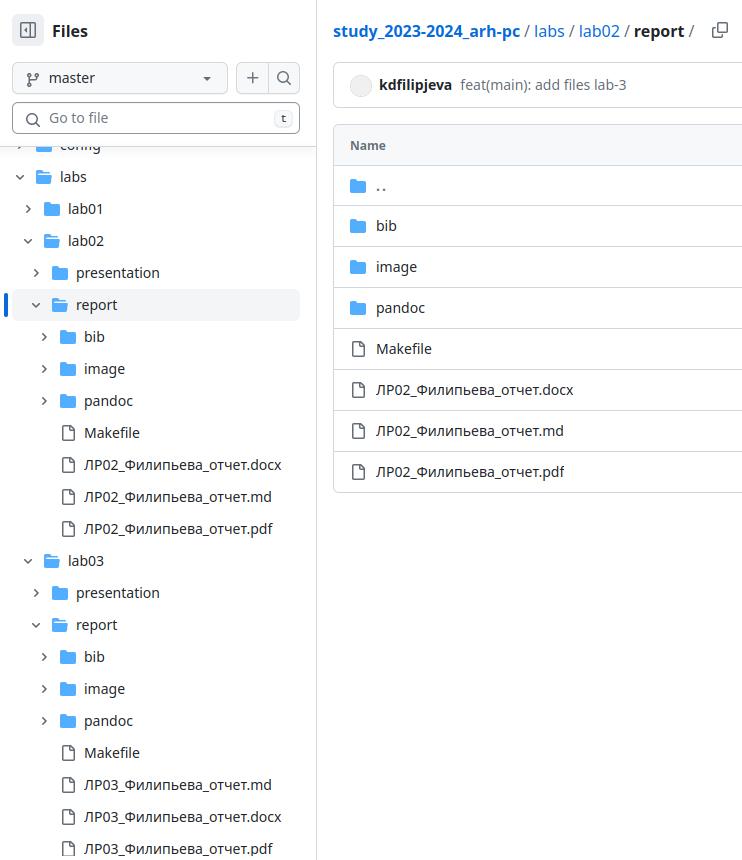 Files
master
Go to file
t
config
labs
lab01
lab02
presentation
report
bib
image
pandoc
Makefile
ЛР02_Филипьева_отчет.docx
ЛР02_Филипьева_отчет.md
ЛР02_Филипьева_отчет.pdf
lab03
presentation
report
bib
image
pandoc
Makefile
ЛР03_Филипьева_отчет.md
ЛР03_Филипьева_отчет.docx
ЛР03_Филипьева_отчет.pdf
study_2023-2024_arh-pc / labs / lab02 / report /
kdfilipjeva feat(main): add files lab-3
Name
..
bib
image
pandoc
Makefile
ЛР02_Филипьева_отчет.docx
ЛР02_Филипьева_отчет.md
ЛР02_Филипьева_отчет.pdf